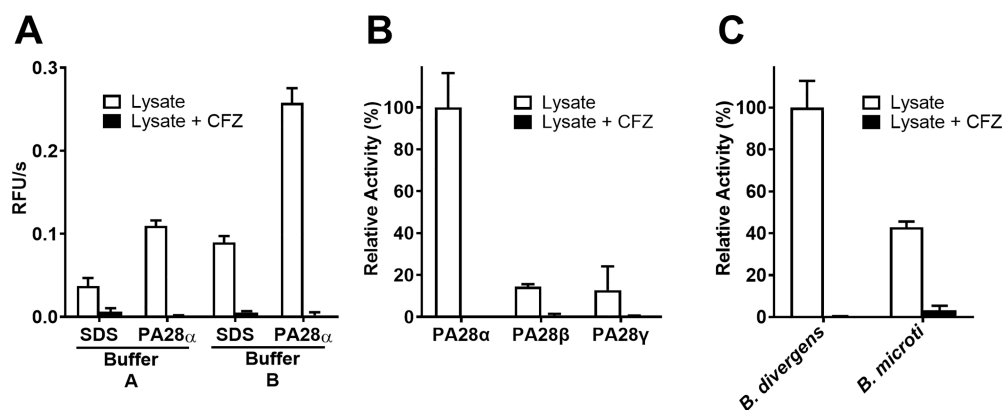 A
RFU/s
0.3
0.2
0.1
0.0
Lysate
Lysate + CFZ
SDS PA28α SDS PA28α
Buffer A
Buffer B
B
Relative Activity (%)
100
80
60
40
20
0
Lysate
Lysate + CFZ
PA28α PA28β PA28γ
C
Relative Activity (%)
100
80
60
40
20
0
Lysate
Lysate + CFZ
B. divergens
B. microti